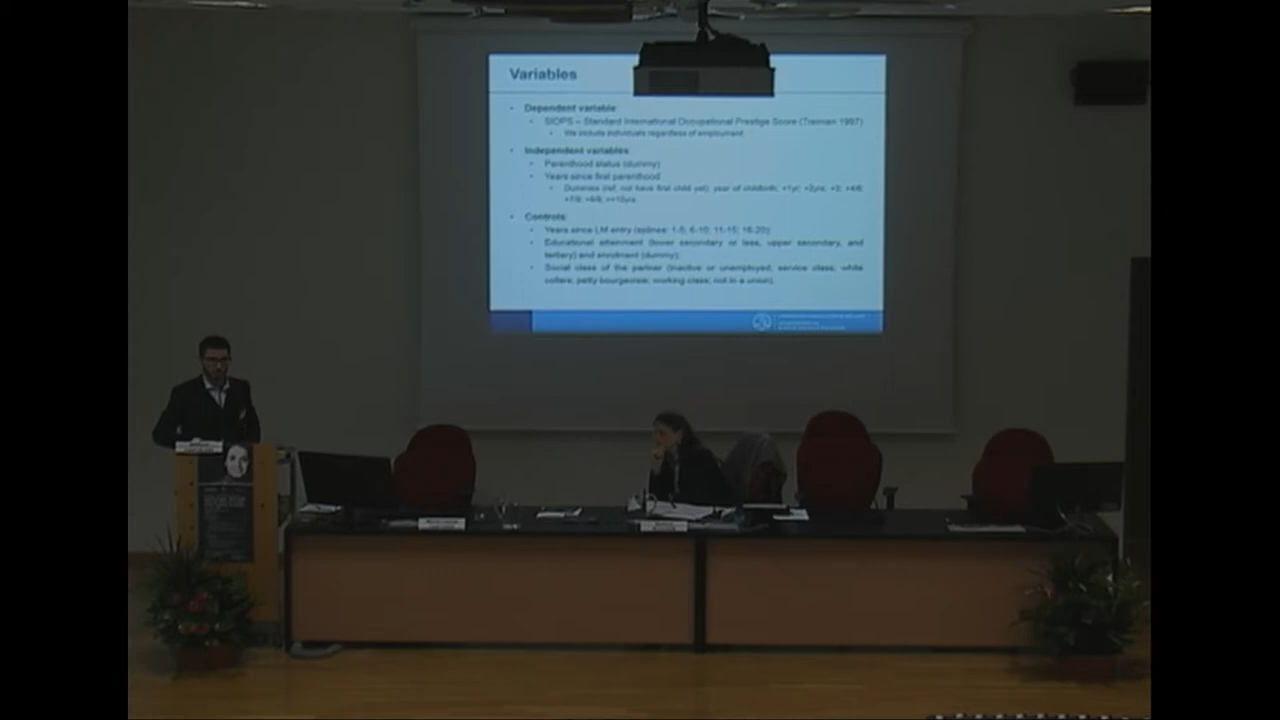 Variables
• Dependent variable:
• SIOPS – Standard International Occupational Prestige Score (Treiman 1997)
• We include individuals regardless of employment
• Independent variables
• Parenthood status (dummy)
• Years since first parenthood
• Dummies (ref. not have first child yet); year of childbirth; +1yr; +2yrs; +3; +4/6;
+7/9; >=10yrs
• Controls:
• Years since LM entry (splines: 1-5; 6-10; 11-15; 16-20)
• Educational attainment (lower secondary or less, upper secondary, and
tertiary) and enrolment (dummy);
• Social class of the partner (inactive or unemployed; service class; white
collars; petty bourgeoisie; working class; not in a union).